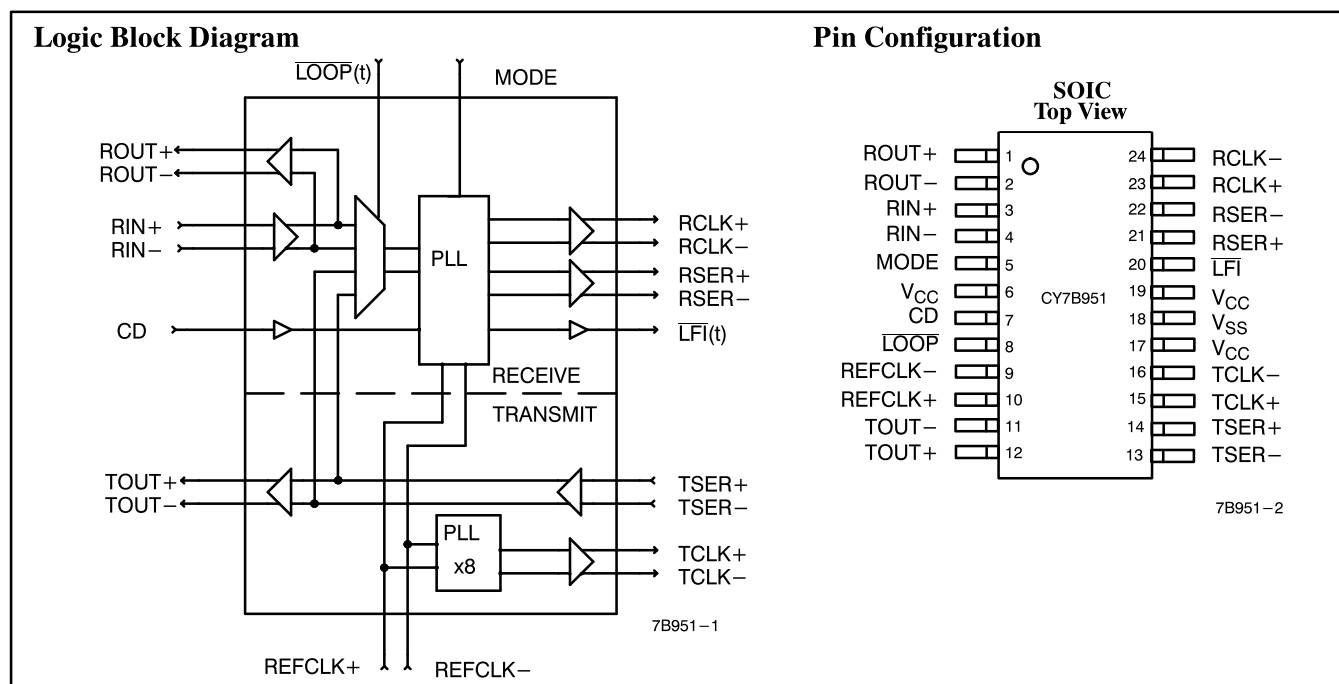 Logic Block Diagram
LOOP(t)
MODE
ROUT+
ROUT−
RIN+
RIN−
CD
PLL
RCLK+
RCLK−
RSER+
RSER−
LFI(t)
RECEIVE
TRANSMIT
TOUT+
TOUT−
TSER+
TSER−
PLL
x8
TCLK+
TCLK−
7B951−1
REFCLK+
REFCLK−
Pin Configuration
SOIC
Top View
ROUT+ 1 24 RCLK−
ROUT− 2 23 RCLK+
RIN+ 3 22 RSER−
RIN− 4 21 RSER+
MODE 5 20 LFI
VCC 6 CY7B951 19 VCC
CD 7 18 VSS
LOOP 8 17 VCC
REFCLK− 9 16 TCLK−
REFCLK+ 10 15 TCLK+
TOUT− 11 14 TSER+
TOUT+ 12 13 TSER−
7B951−2